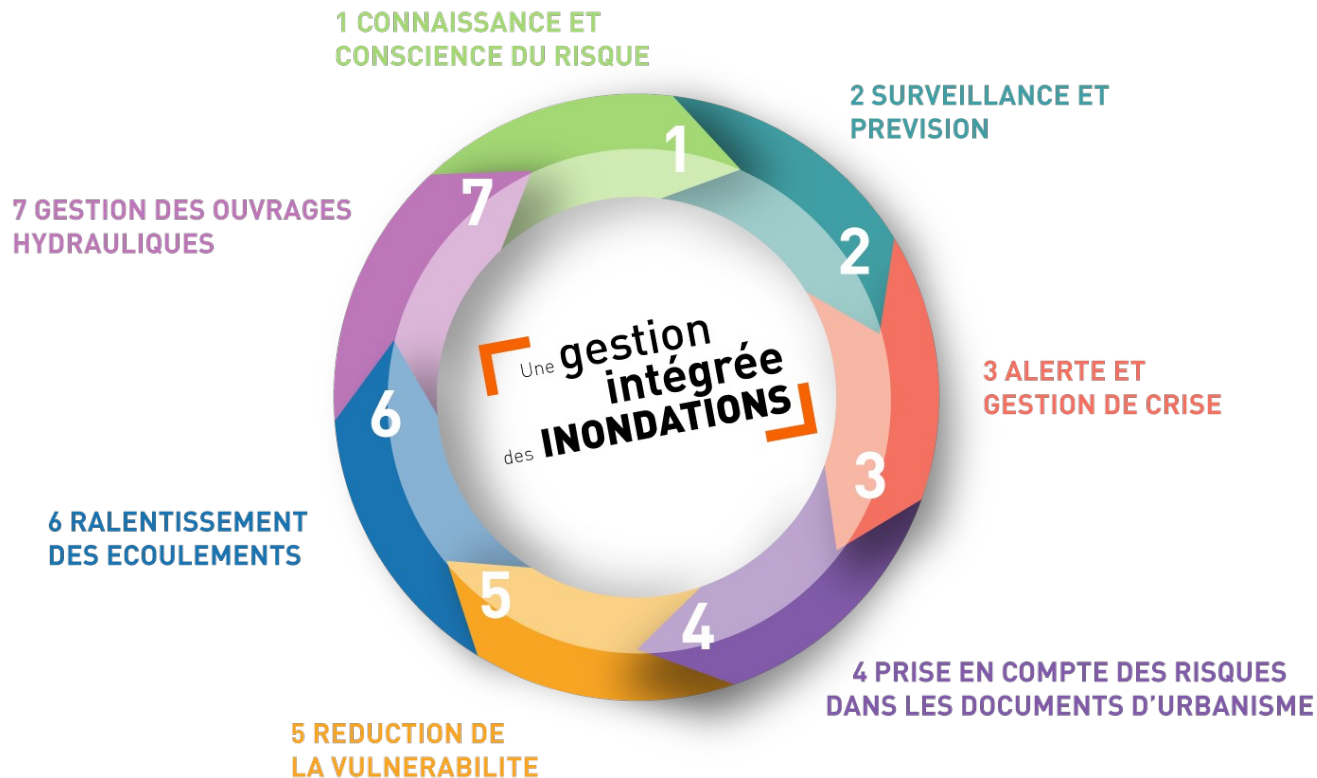 1 CONNAISSANCE ET
CONSCIENCE DU RISQUE
2 SURVEILLANCE ET
PREVISION
3 ALERTE ET
GESTION DE CRISE
4 PRISE EN COMPTE DES RISQUES
DANS LES DOCUMENTS D'URBANISME
5 REDUCTION DE
LA VULNERABILITE
6 RALENTISSEMENT
DES ECOULEMENTS
7 GESTION DES OUVRAGES
HYDRAULIQUES
1
2
3
4
5
6
7
Une gestion
intégrée
des INONDATIONS